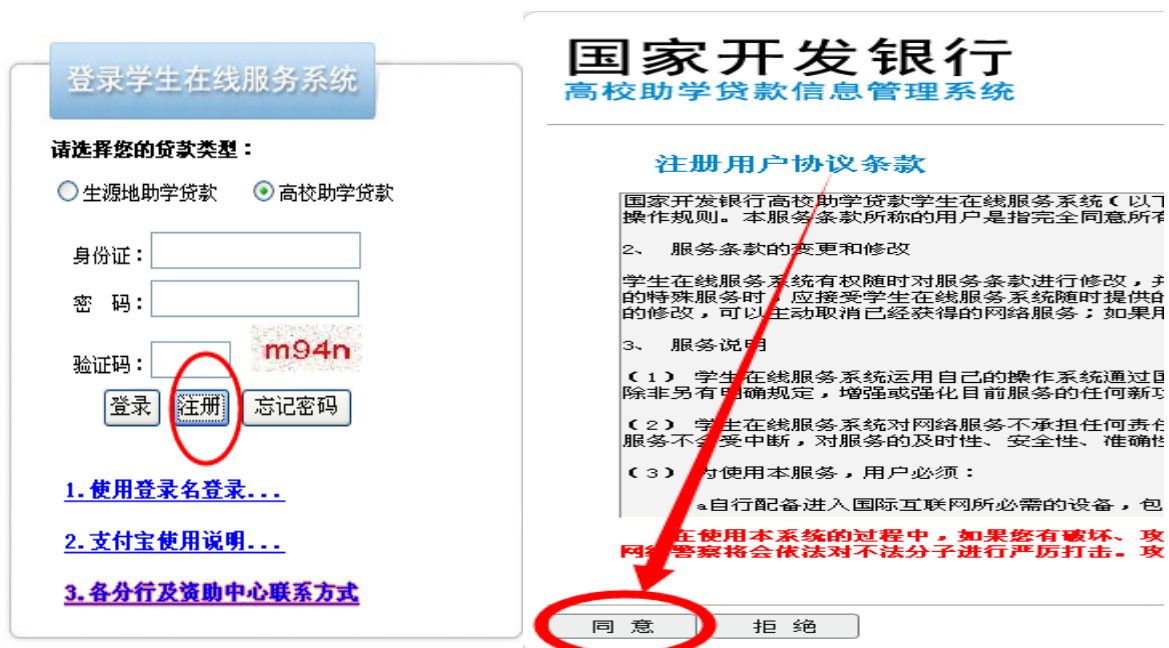 登录学生在线服务系统
请选择您的贷款类型：
生源地助学贷款 高校助学贷款
身份证：
密 码：
验证码： m94n
登录 注册 忘记密码
1.使用登录名登录...
2.支付宝使用说明...
3.各分行及资助中心联系方式
国家开发银行
高校助学贷款信息管理系统
注册用户协议条款
国家开发银行高校助学贷款学生在线服务系统（以下
操作规则。本服务条款所称的用户是指完全同意所有
2、 服务条款的变更和修改
学生在线服务系统有权随时对服务条款进行修改，并
的特殊服务时，应接受学生在线服务系统随时提供的
的修改，可以主动取消已经获得的网络服务；如果用
3、 服务说明
（1） 学生在线服务系统运用自己的操作系统通过国
除非另有明确规定，增强或强化目前服务的任何新功
（2） 学生在线服务系统对网络服务不承担任何责任
服务不会受中断，对服务的及时性、安全性、准确性
（3） 为使用本服务，用户必须：
a自行配备进入国际互联网所必需的设备，包
在使用本系统的过程中，如果您有破坏、攻
网络警察将会依法对不法分子进行严厉打击。攻
同 意 拒 绝